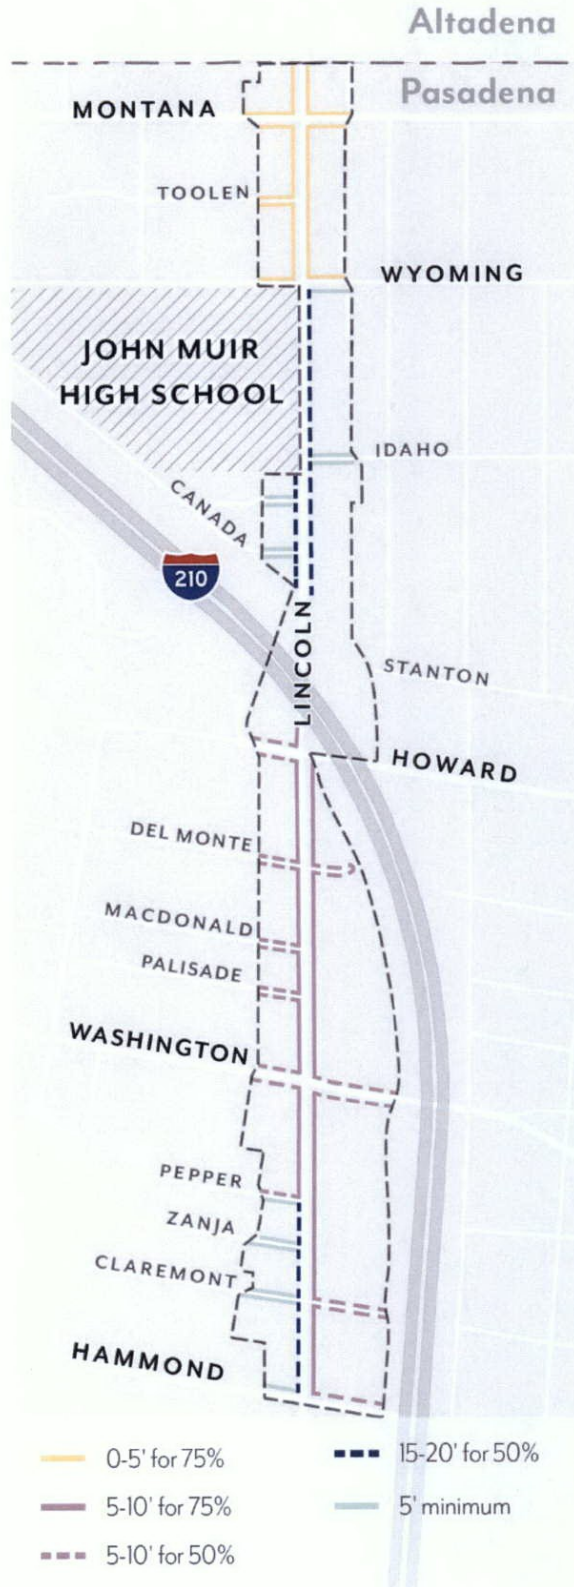 Altadena
Pasadena
MONTANA
TOOLEN
WYOMING
JOHN MUIR
HIGH SCHOOL
IDAHO
CANADA
210
LINCOLN
STANTON
HOWARD
DEL MONTE
MACDONALD
PALISADE
WASHINGTON
PEPPER
ZANJA
CLAREMONT
HAMMOND
0-5' for 75%
15-20' for 50%
5-10' for 75%
5' minimum
5-10' for 50%